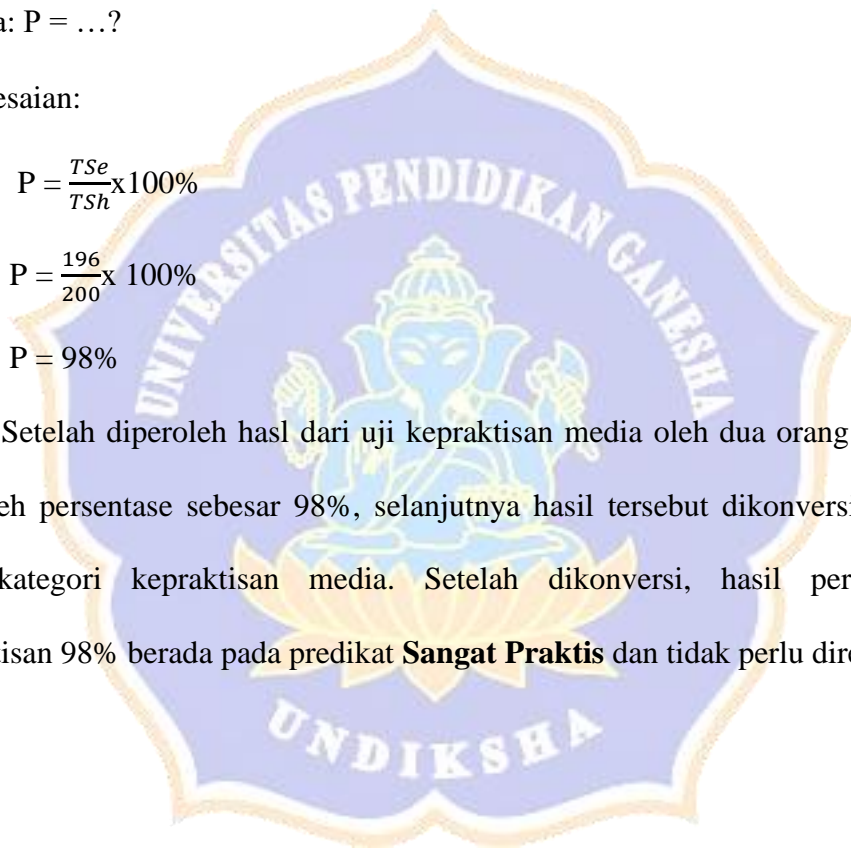 a: P = …?
esaian:
P = TSe/TSh x100%
P = 196/200 x 100%
P = 98%
Setelah diperoleh hasl dari uji kepraktisan media oleh dua orang
eh persentase sebesar 98%, selanjutnya hasil tersebut dikonversi
kategori kepraktisan media. Setelah dikonversi, hasil per
tisan 98% berada pada predikat Sangat Praktis dan tidak perlu dire
UNIVERSITAS PENDIDIKAN GANESHA
UNDIKSHA